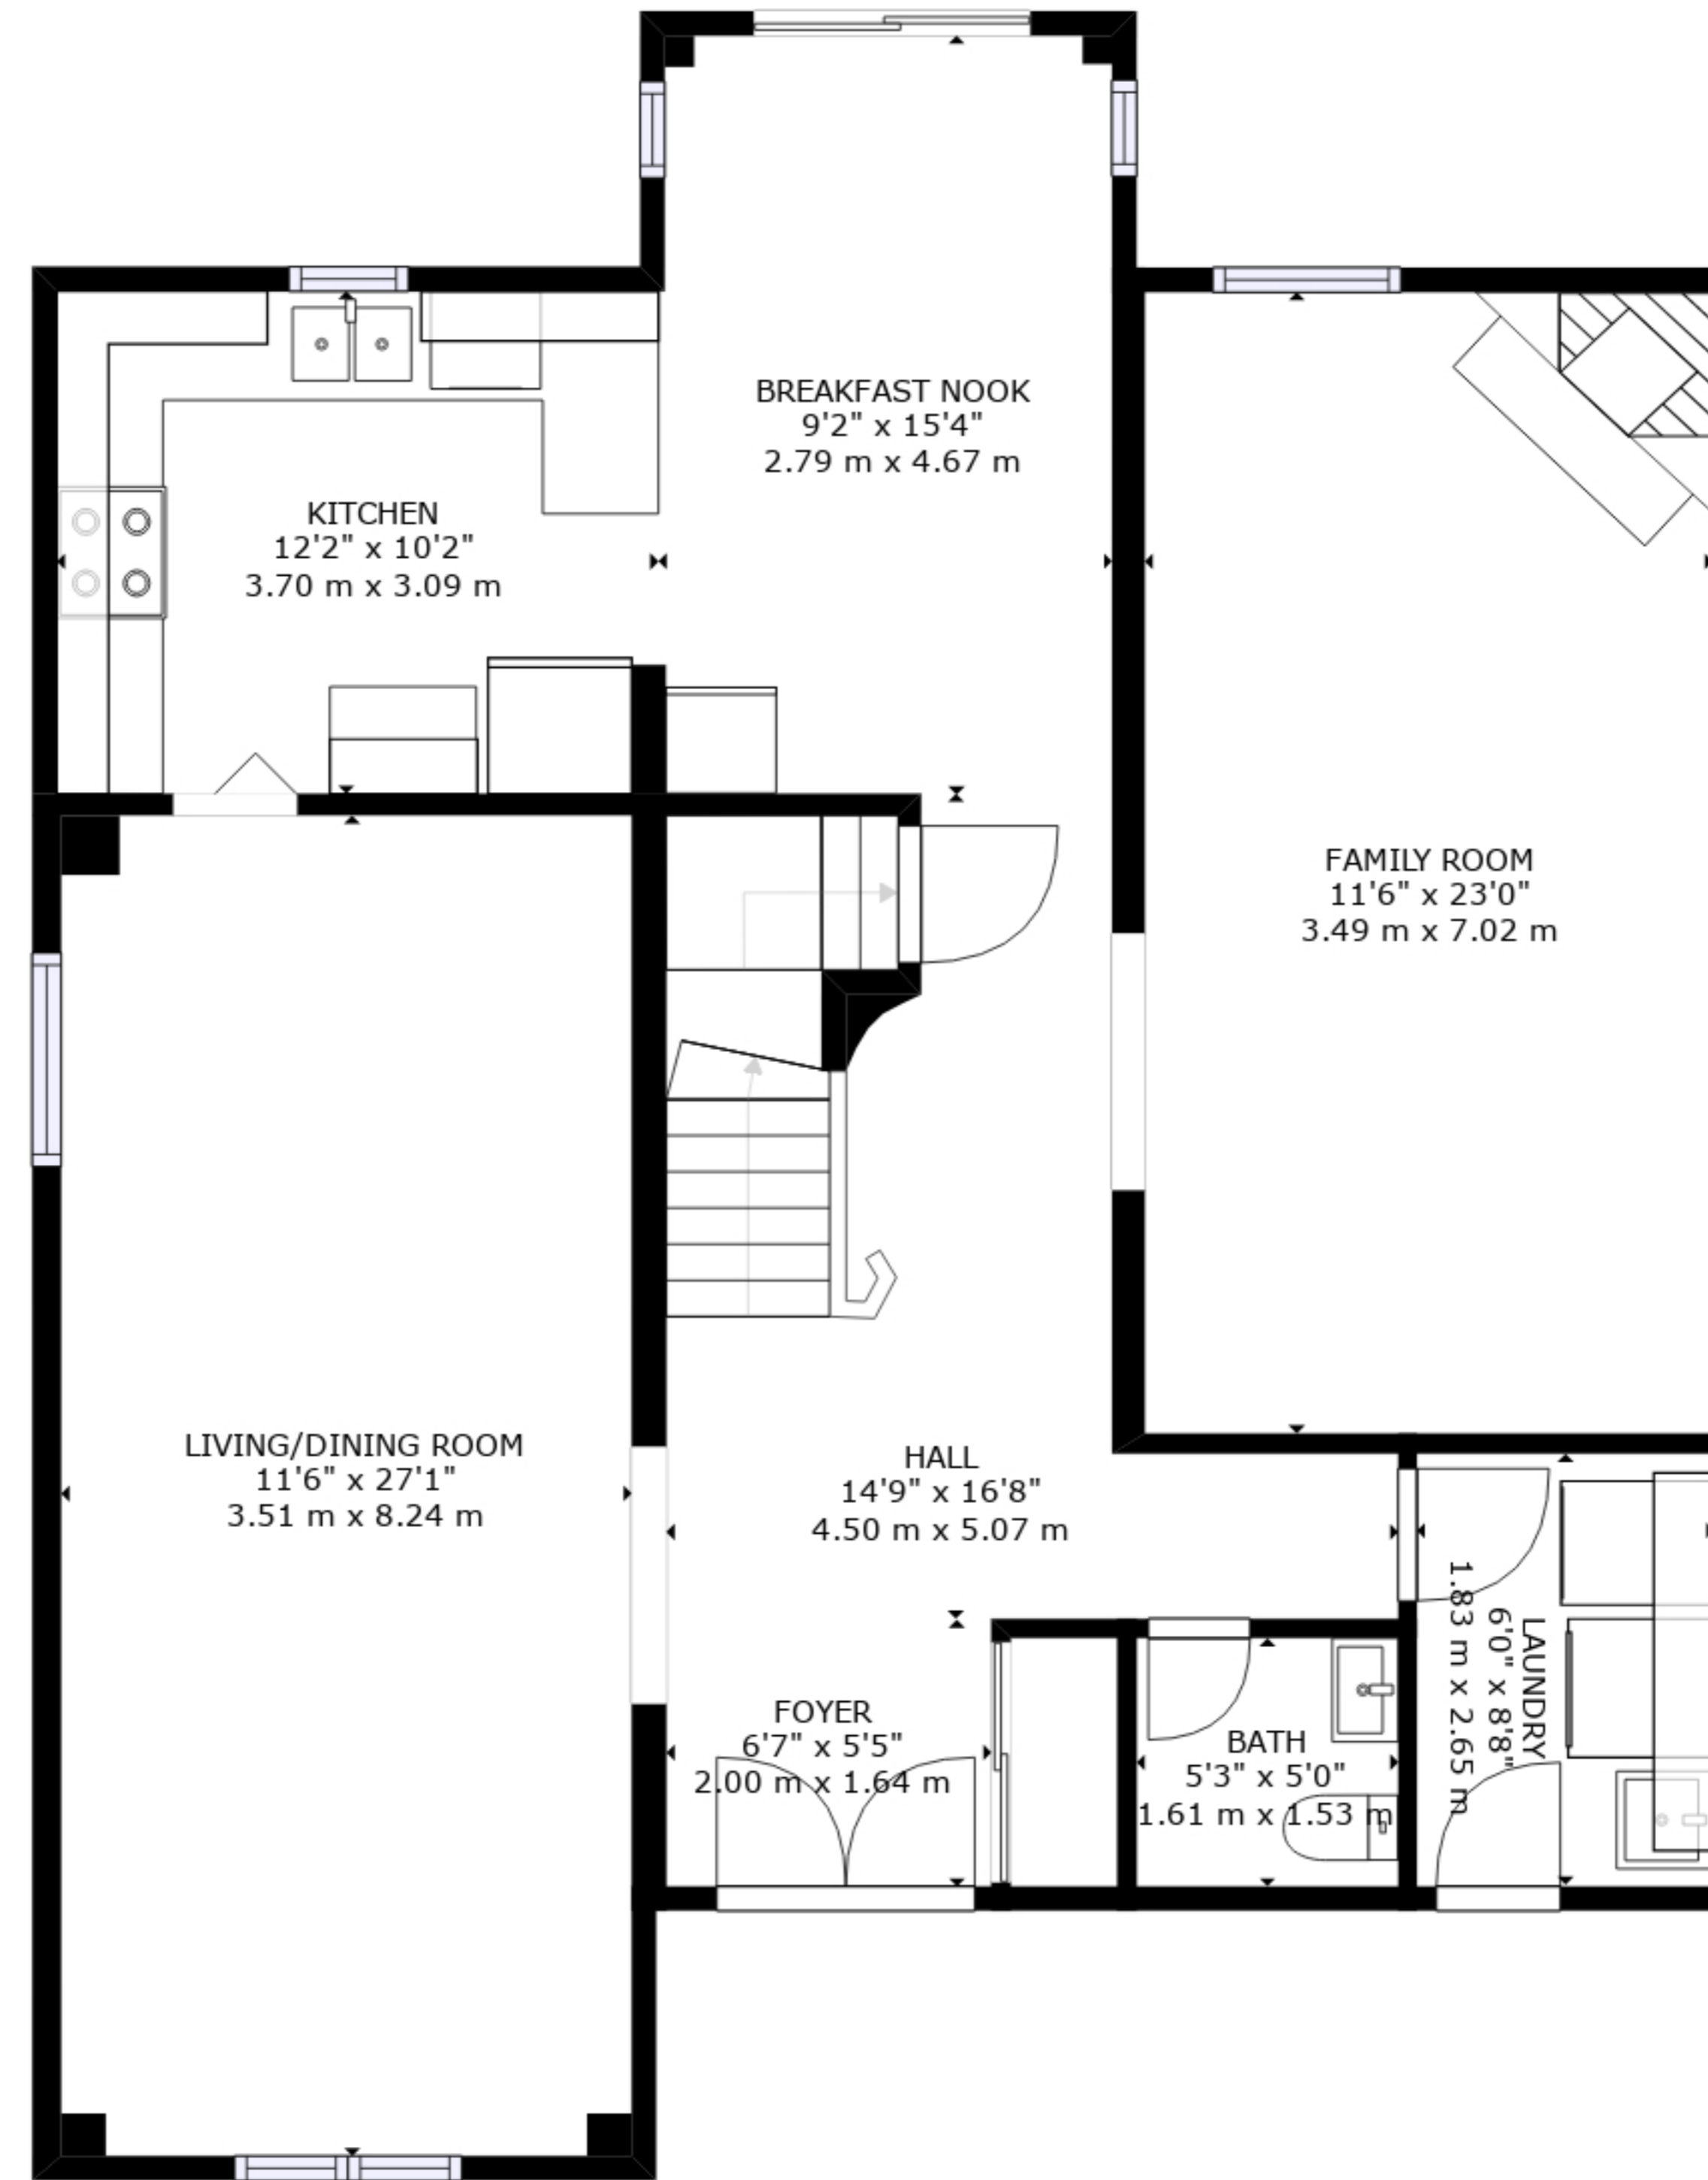 BREAKFAST NOOK
9'2" x 15'4"
2.79 m x 4.67 m
KITCHEN
12'2" x 10'2"
3.70 m x 3.09 m
FAMILY ROOM
11'6" x 23'0"
3.49 m x 7.02 m
LIVING/DINING ROOM
11'6" x 27'1"
3.51 m x 8.24 m
HALL
14'9" x 16'8"
4.50 m x 5.07 m
FOYER
6'7" x 5'5"
2.00 m x 1.64 m
BATH
5'3" x 5'0"
1.61 m x 1.53 m
LAUNDRY
6'0" x 8'8"
1.83 m x 2.65 m